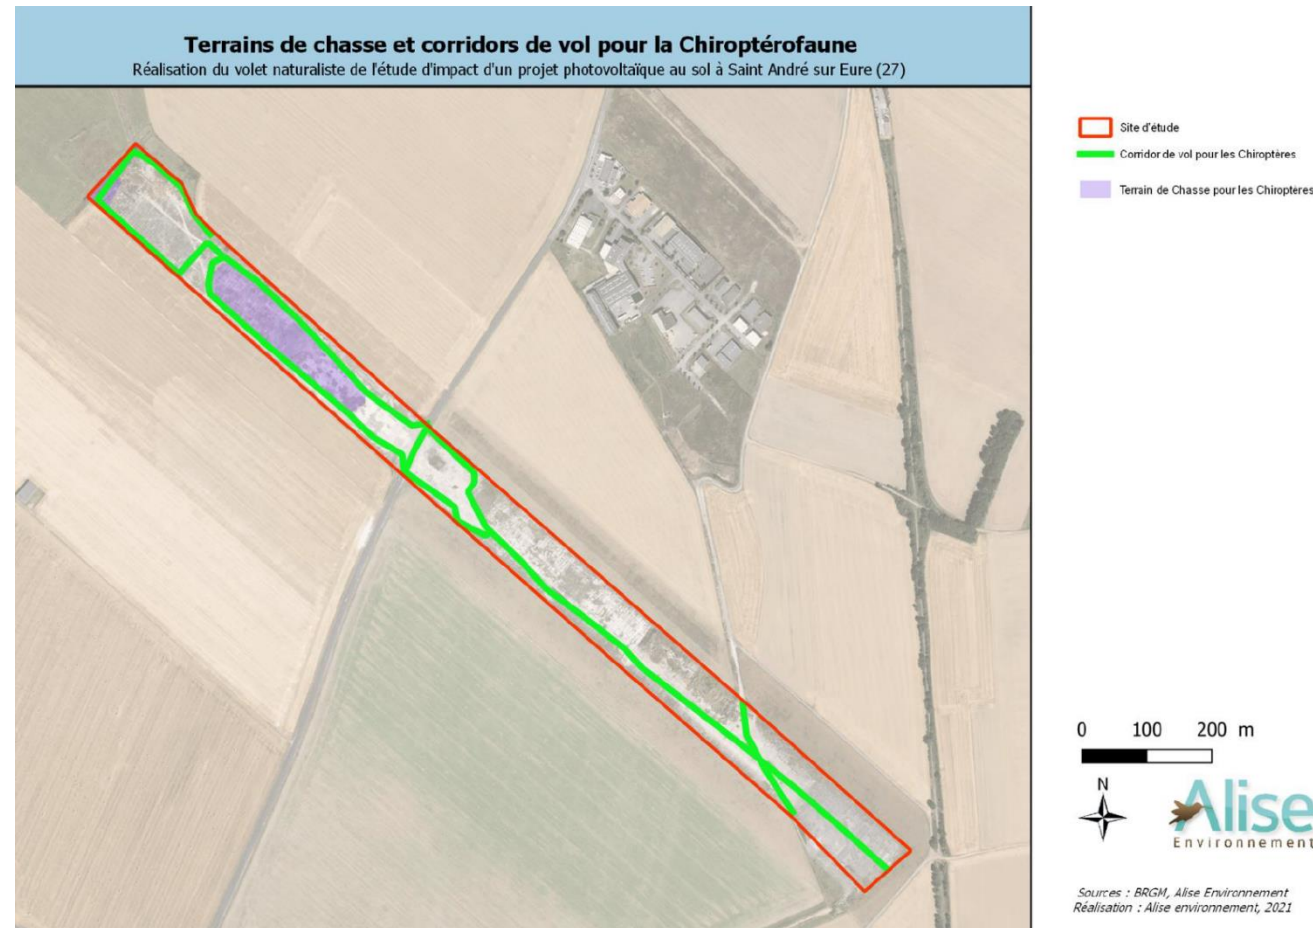 Terrains de chasse et corridors de vol pour la Chiroptérofaune
Réalisation du volet naturaliste de l'étude d'impact d'un projet photovoltaïque au sol à Saint André sur Eure (27)
Site d'étude
Corridor de vol pour les Chiroptères
Terrain de Chasse pour les Chiroptères
0 100 200 m
N
Alise
Environnement
Sources : BRGM, Alise Environnement
Réalisation : Alise environnement, 2021